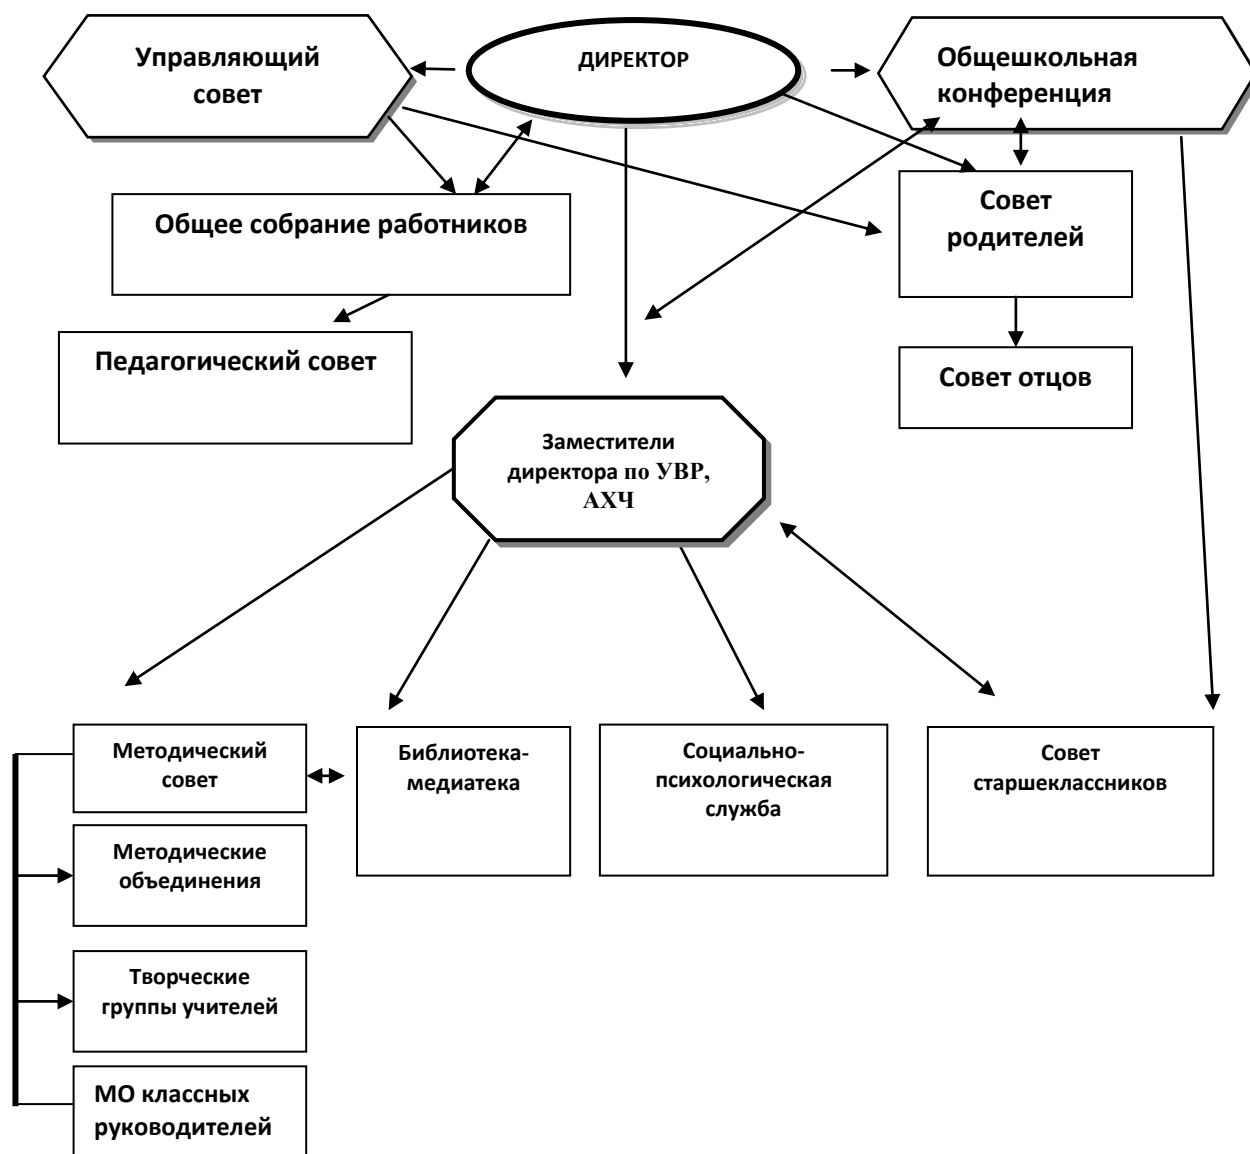 Управляющий
совет
ДИРЕКТОР
Общешкольная
конференция
Общее собрание работников
Совет
родителей
Педагогический совет
Совет отцов
Заместители
директора по УВР,
АХЧ
Методический
совет
Библиотека-
медиатека
Социально-
психологическая
служба
Совет
старшеклассников
Методические
объединения
Творческие
группы учителей
МО классных
руководителей